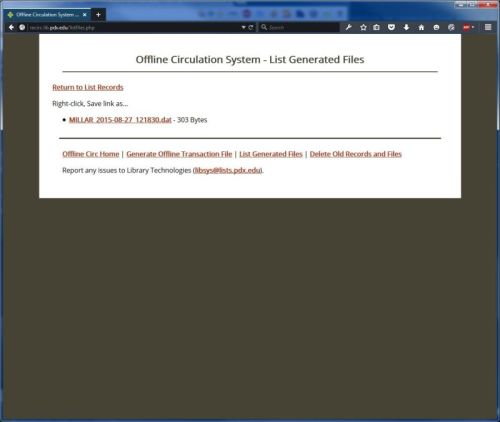 Offline Circulation System ...
recirc.lib.pdx.edu/listfiles.php
Search
Offline Circulation System - List Generated Files
Return to List Records
Right-click, Save link as...
MILLAR_2015-08-27_121830.dat - 303 Bytes
Offline Circ Home | Generate Offline Transaction File | List Generated Files | Delete Old Records and Files
Report any issues to Library Technologies (libsys@lists.pdx.edu).